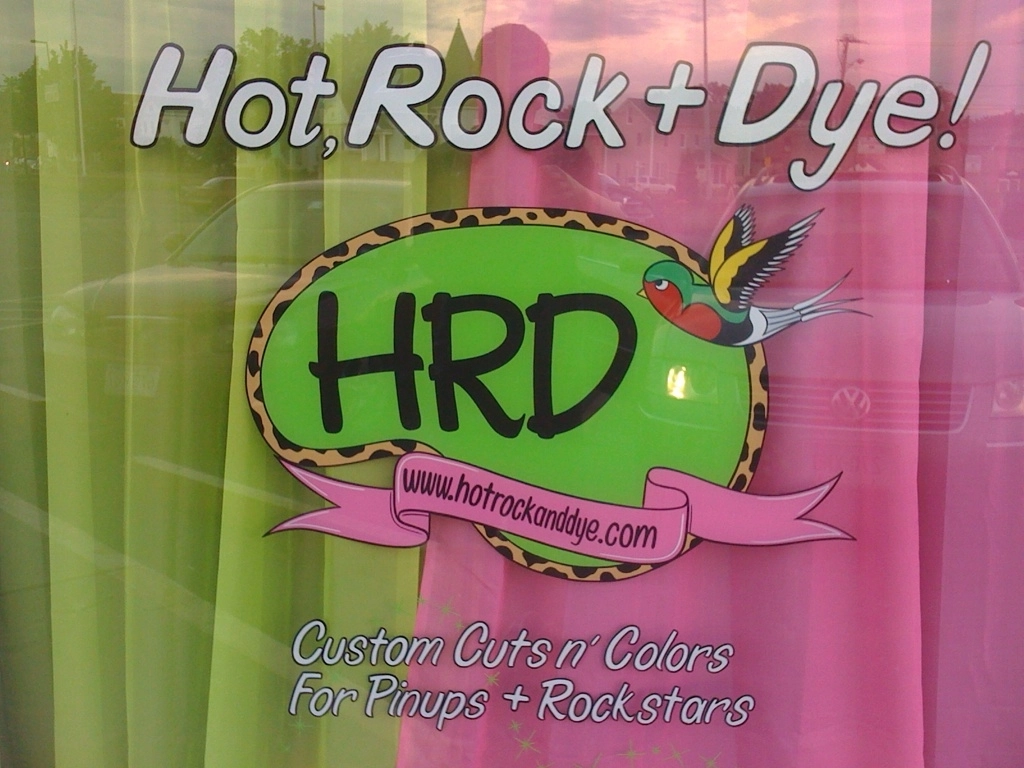 Hot, Rock + Dye!
HRD
www.hotrockanddye.com
Custom Cuts n' Colors
For Pinups + Rockstars